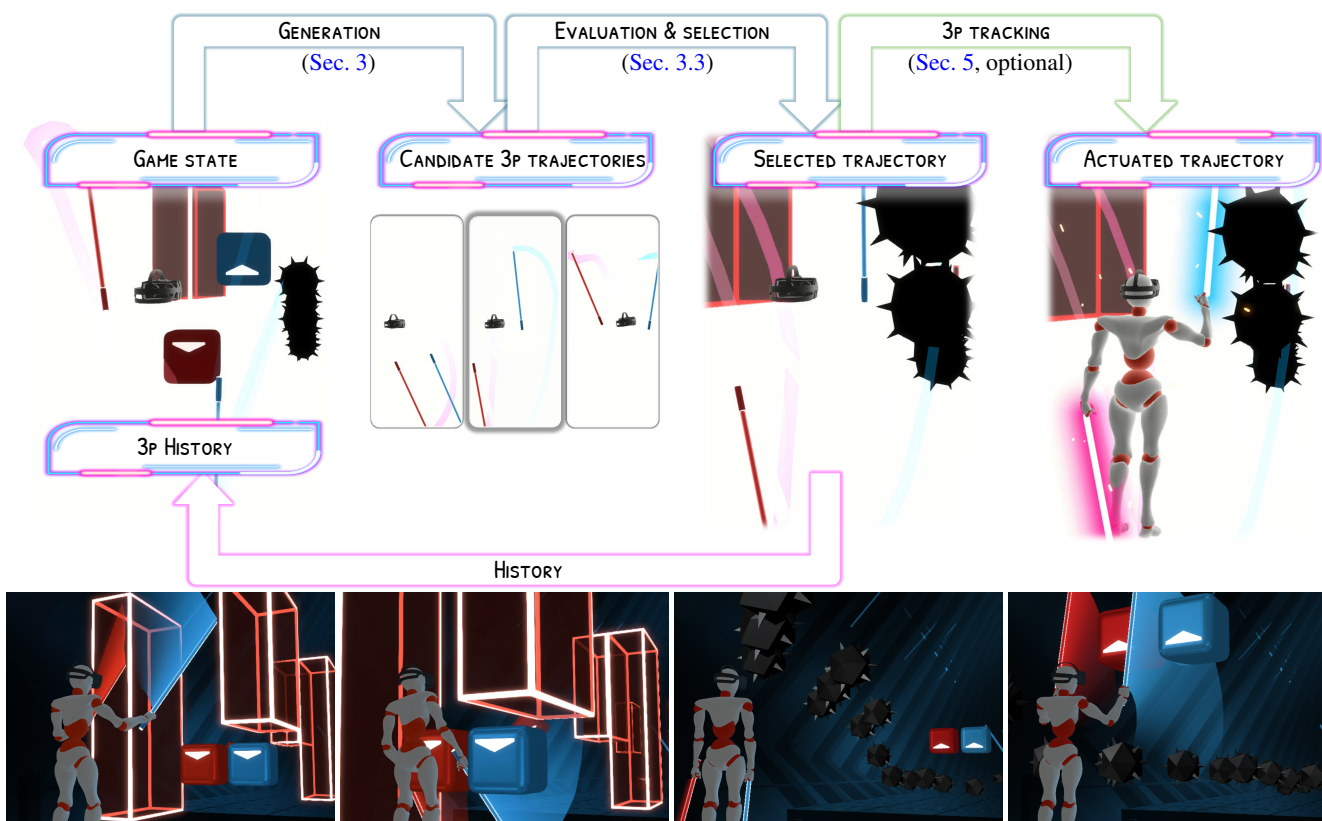 Generation
(Sec. 3)
Evaluation & selection
(Sec. 3.3)
3p tracking
(Sec. 5, optional)
Game state
Candidate 3p trajectories
Selected trajectory
Actuated trajectory
3p History
History